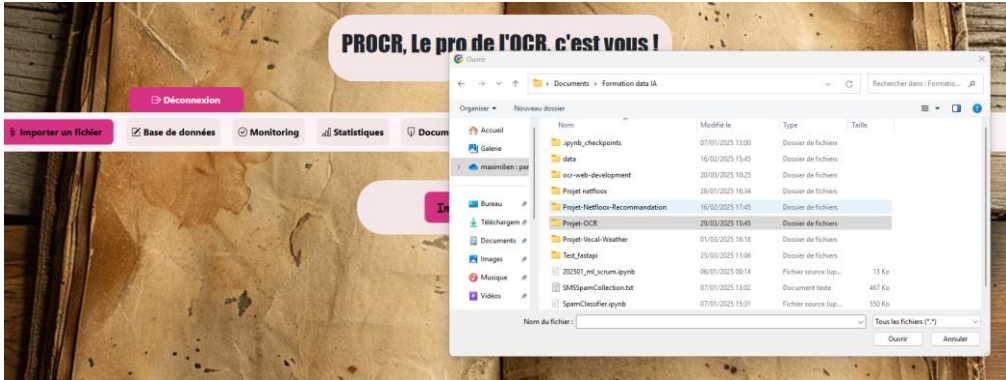 PROCR, Le pro de l'OCR, c'est vous !
Déconnexion
Importer un fichier Base de données Monitoring Statistiques Docum
Im
Ouvrir
Documents > Formation data IA
Rechercher dans : Formatio...
Organiser Nouveau dossier
Accueil
Galerie
maximilien : per
Bureau
Téléchargem
Documents
Images
Musique
Vidéos
Nom Modifié le Type Taille
.ipynb_checkpoints 07/01/2025 13:00 Dossier de fichiers
data 16/02/2025 15:45 Dossier de fichiers
ocr-web-development 20/03/2025 10:25 Dossier de fichiers
Projet netfloox 28/01/2025 16:34 Dossier de fichiers
Projet-Netfloox-Recommandation 16/02/2025 17:45 Dossier de fichiers
Projet-OCR 29/03/2025 15:45 Dossier de fichiers
Projet-Vocal-Weather 01/03/2025 16:18 Dossier de fichiers
Test_fastapi 25/03/2025 11:06 Dossier de fichiers
202501_ml_scrum.ipynb 06/01/2025 09:14 Fichier source Jup... 13 Ko
SMSSpamCollection.txt 07/01/2025 13:02 Document texte 467 Ko
SpamClassifier.ipynb 07/01/2025 15:31 Fichier source Jup... 550 Ko
Nom du fichier : Tous les fichiers (*.*)
Ouvrir Annuler